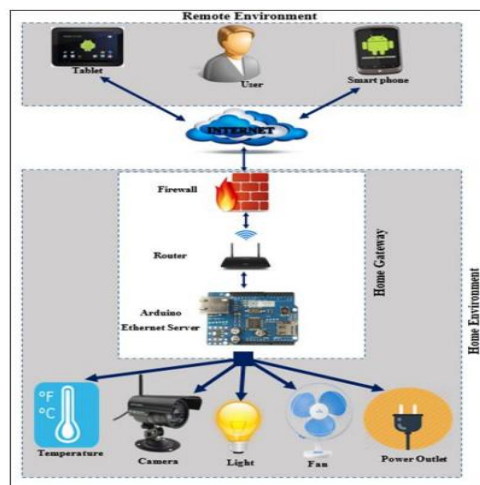 Remote Environment
Tablet
User
Smart phone
INTERNET
Firewall
Router
Home Gateway
Home Environment
Arduino
Ethernet Server
°F
°C
Temperature
Camera
Light
Fan
Power Outlet